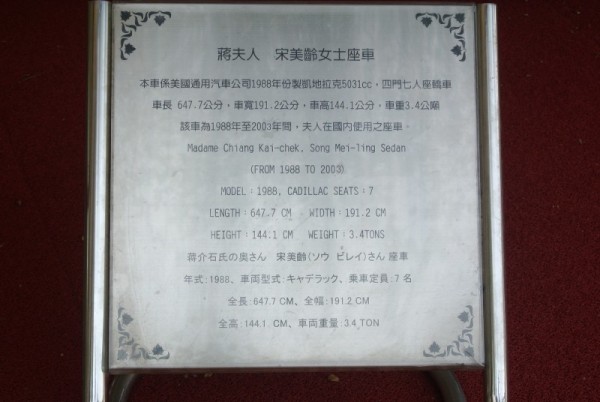 蔣夫人 宋美齡女士座車
本車係美國通用汽車公司1988年份製凱地拉克5031cc，四門七人座轎車
車長 647.7公分，車寬191.2公分，車高144.1公分，車重3.4公噸
該車為1988年至2003年間，夫人在國內使用之座車。
Madame Chiang Kai-chek, Song Mei-ling Sedan
(FROM 1988 TO 2003)
MODEL：1988, CADILLAC SEATS：7
LENGTH：647.7 CM WIDTH：191.2 CM
HEIGHT：144.1 CM WEIGHT：3.4TONS
蒋介石氏の奥さん 宋美齢(ソウ ビレイ)さん 座車
年式:1988、車両型式:キャデラック、乗車定員:7 名
全長:647.7 CM、全幅:191.2 CM
全高:144.1. CM、車両重量:3.4 TON